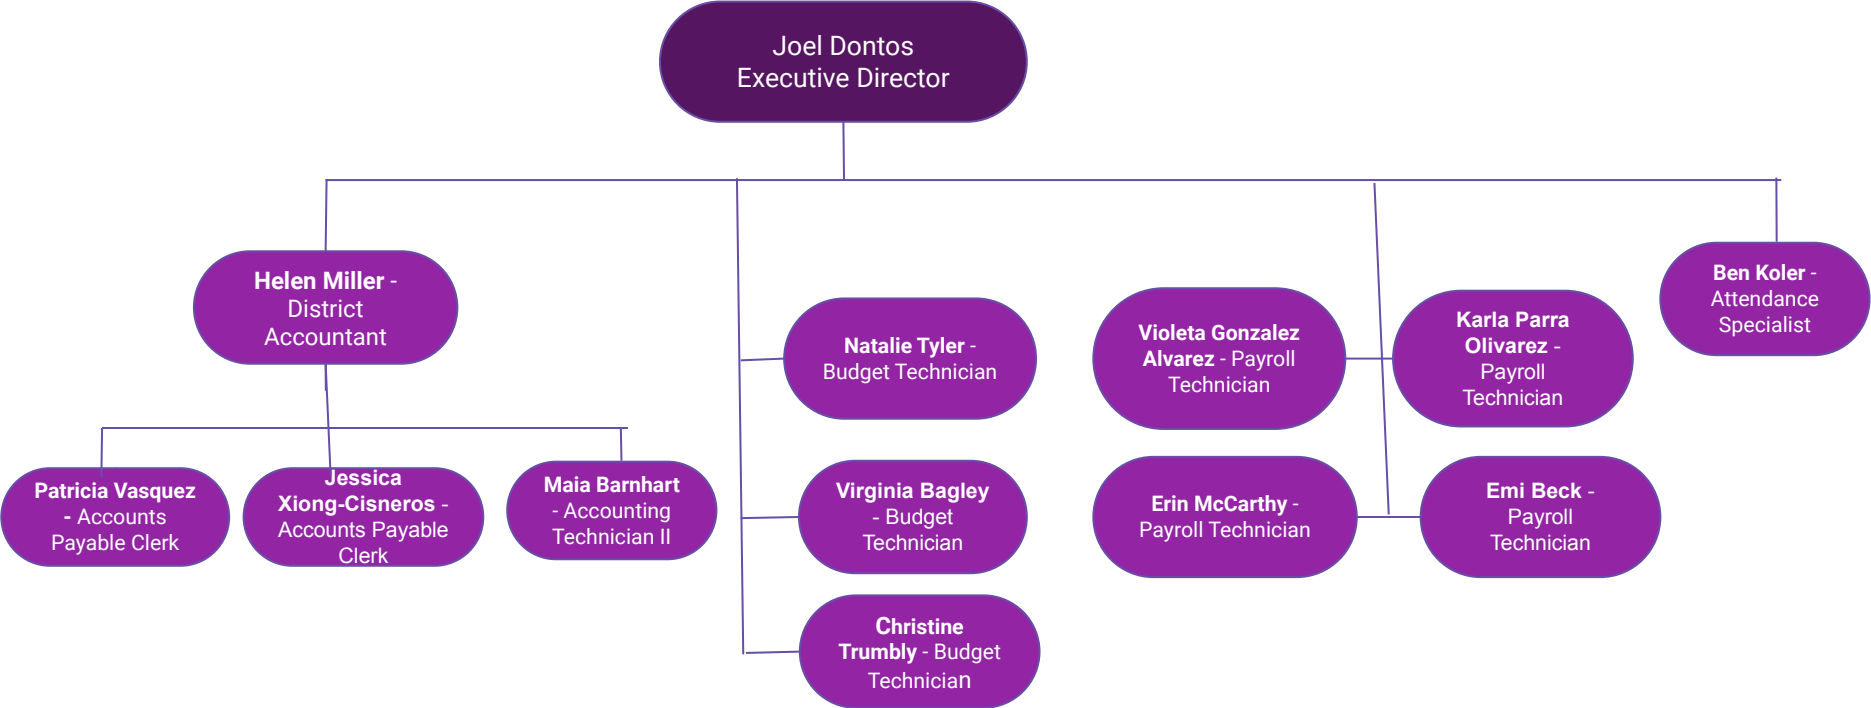 Joel Dontos
Executive Director
Helen Miller -
District
Accountant
Patricia Vasquez
- Accounts
Payable Clerk
Jessica
Xiong-Cisneros -
Accounts Payable
Clerk
Maia Barnhart
- Accounting
Technician II
Natalie Tyler -
Budget Technician
Virginia Bagley
- Budget
Technician
Christine
Trumbly - Budget
Technician
Violeta Gonzalez
Alvarez - Payroll
Technician
Karla Parra
Olivarez -
Payroll
Technician
Erin McCarthy -
Payroll Technician
Emi Beck -
Payroll
Technician
Ben Koler -
Attendance
Specialist